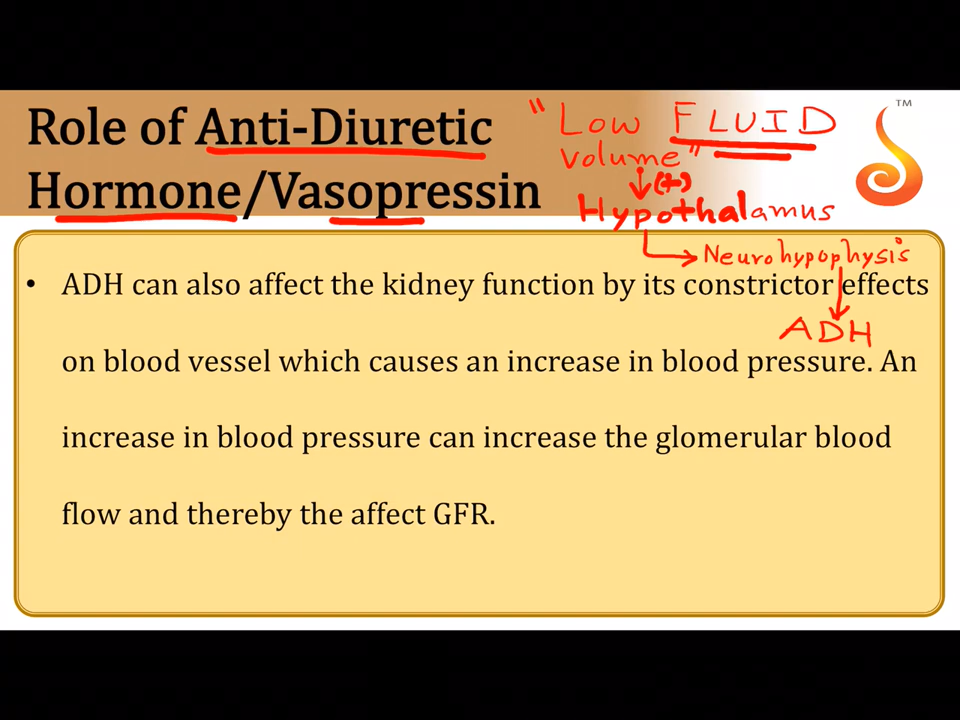 Role of Anti-Diuretic
Hormone/Vasopressin
"Low FLUID
volume"
(+)
Hypothalamus
Neurohypophysis
ADH
TM
• ADH can also affect the kidney function by its constrictor effects
on blood vessel which causes an increase in blood pressure. An
increase in blood pressure can increase the glomerular blood
flow and thereby the affect GFR.